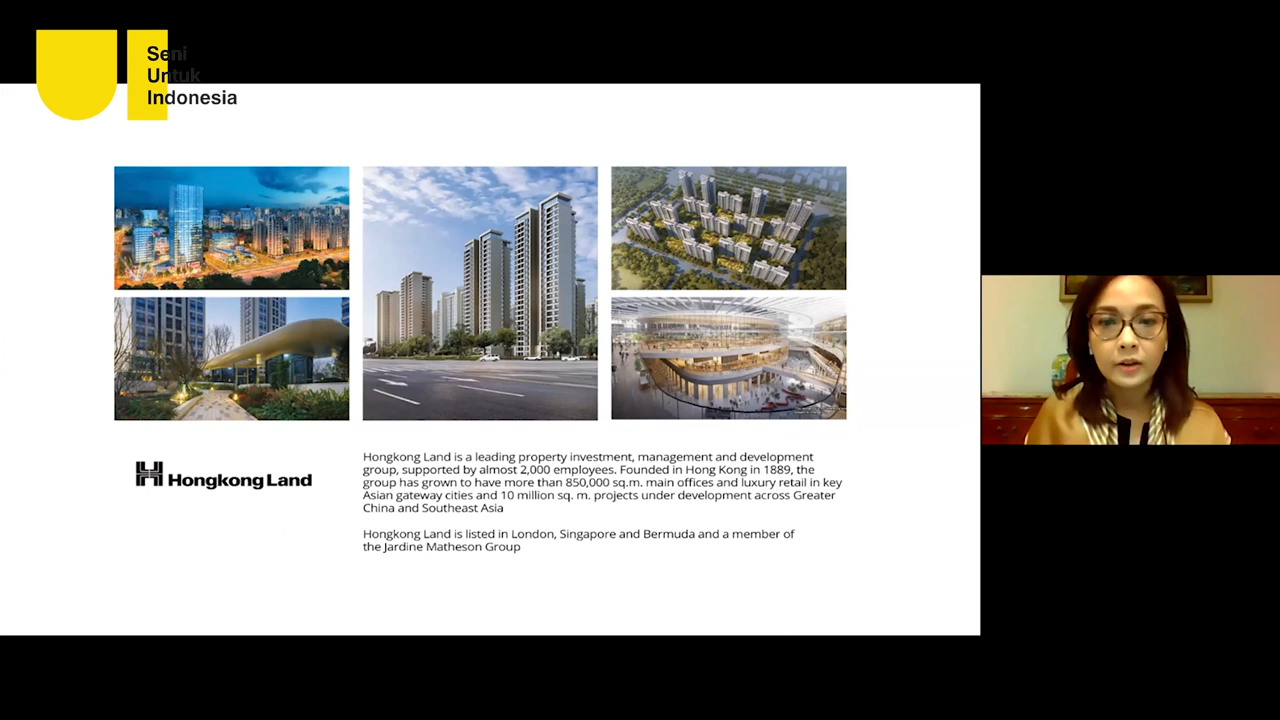 Seni
Untuk
Indonesia
Hongkong Land
Hongkong Land is a leading property investment, management and development
group, supported by almost 2,000 employees. Founded in Hong Kong in 1889, the
group has grown to have more than 850,000 sq.m. main offices and luxury retail in key
Asian gateway cities and 10 million sq. m. projects under development across Greater
China and Southeast Asia
Hongkong Land is listed in London, Singapore and Bermuda and a member of
the Jardine Matheson Group